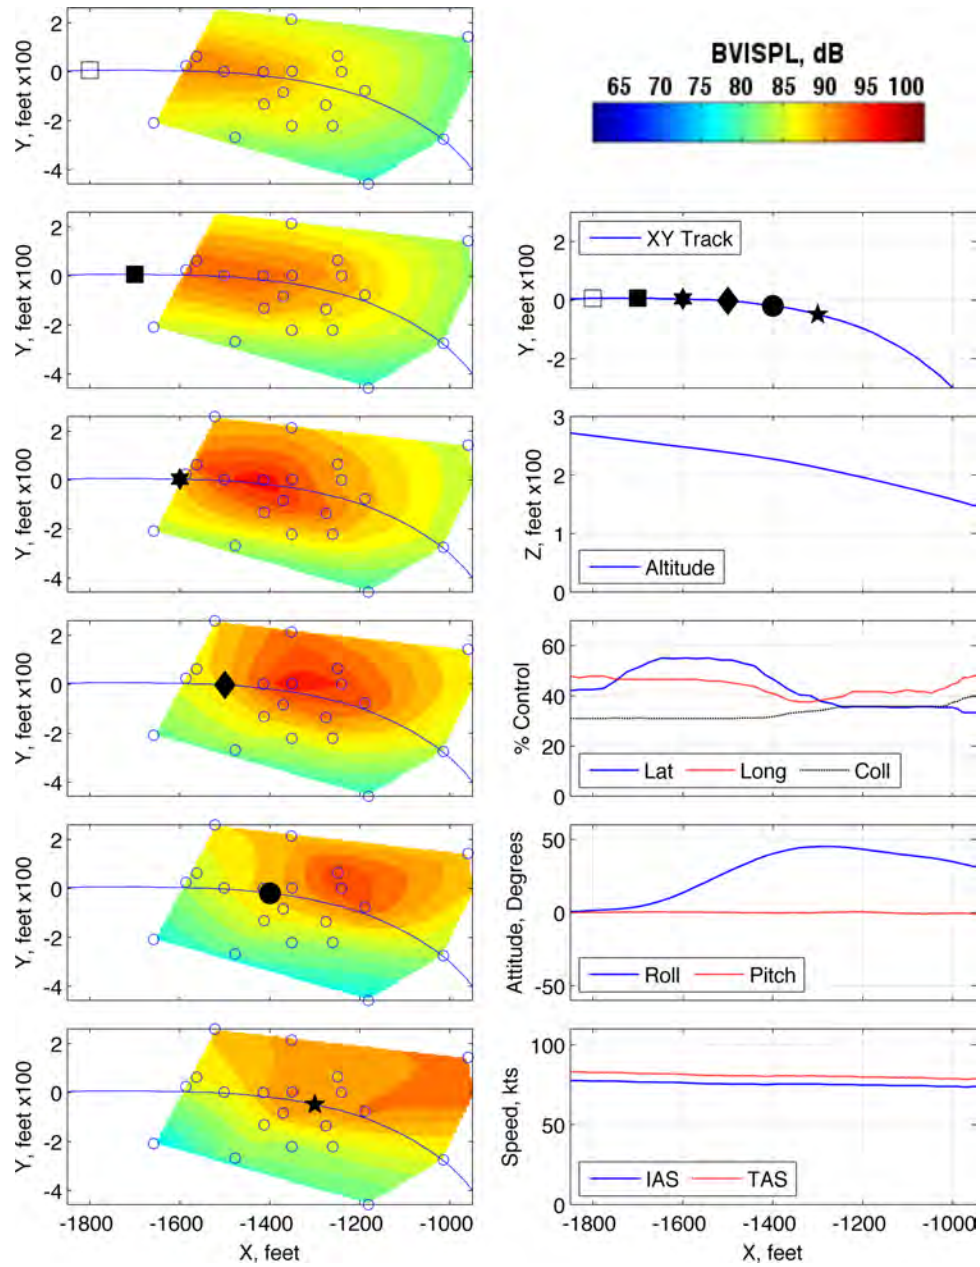 BVISPL, dB
65 70 75 80 85 90 95 100
Y, feet x100
2
0
-2
-4
Y, feet x100
2
0
-2
-4
XY Track
Y, feet x100
2
0
-2
Y, feet x100
2
0
-2
-4
Z, feet x100
3
2
1
0
Altitude
Y, feet x100
2
0
-2
-4
% Control
60
40
20
0
Lat Long Coll
Y, feet x100
2
0
-2
-4
Attitude, Degrees
50
0
-50
Roll Pitch
Y, feet x100
2
0
-2
-4
-1800 -1600 -1400 -1200 -1000
X, feet
Speed, kts
100
50
0
IAS TAS
-1800 -1600 -1400 -1200 -1000
X, feet